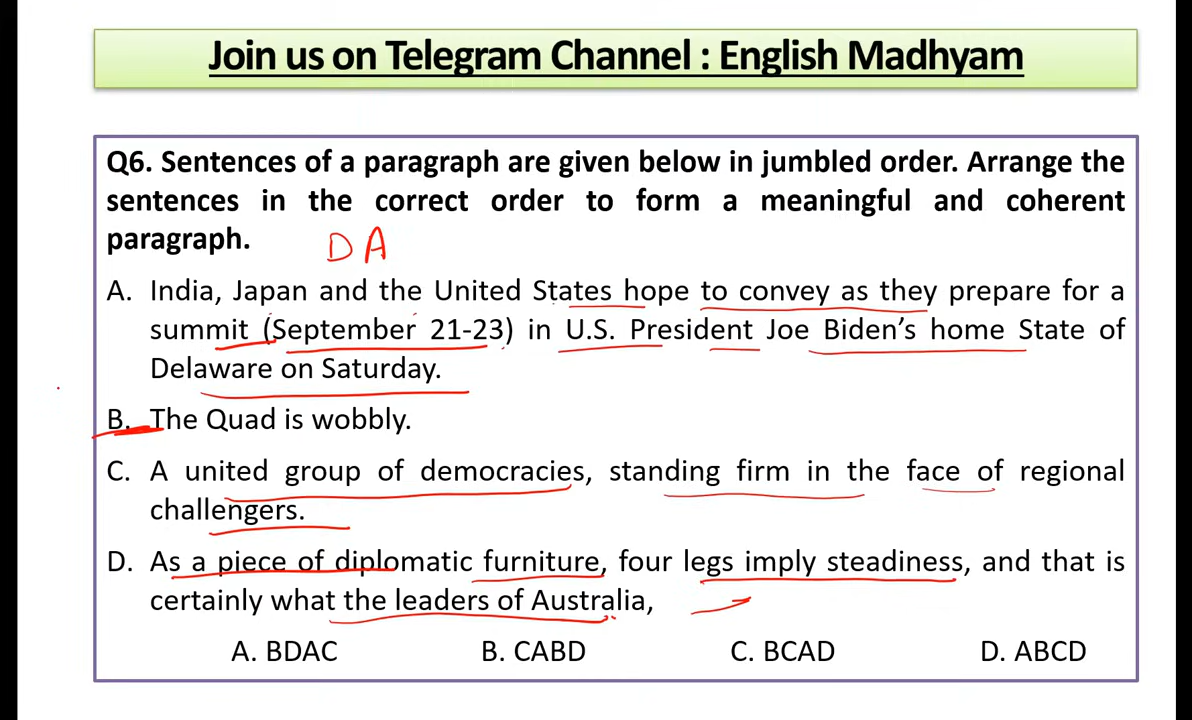 Join us on Telegram Channel : English Madhyam
Q6. Sentences of a paragraph are given below in jumbled order. Arrange the
sentences in the correct order to form a meaningful and coherent
paragraph.
D A
A. India, Japan and the United States hope to convey as they prepare for a
summit (September 21-23) in U.S. President Joe Biden's home State of
Delaware on Saturday.
B. The Quad is wobbly.
C. A united group of democracies, standing firm in the face of regional
challengers.
D. As a piece of diplomatic furniture, four legs imply steadiness, and that is
certainly what the leaders of Australia,
A. BDAC B. CABD C. BCAD D. ABCD